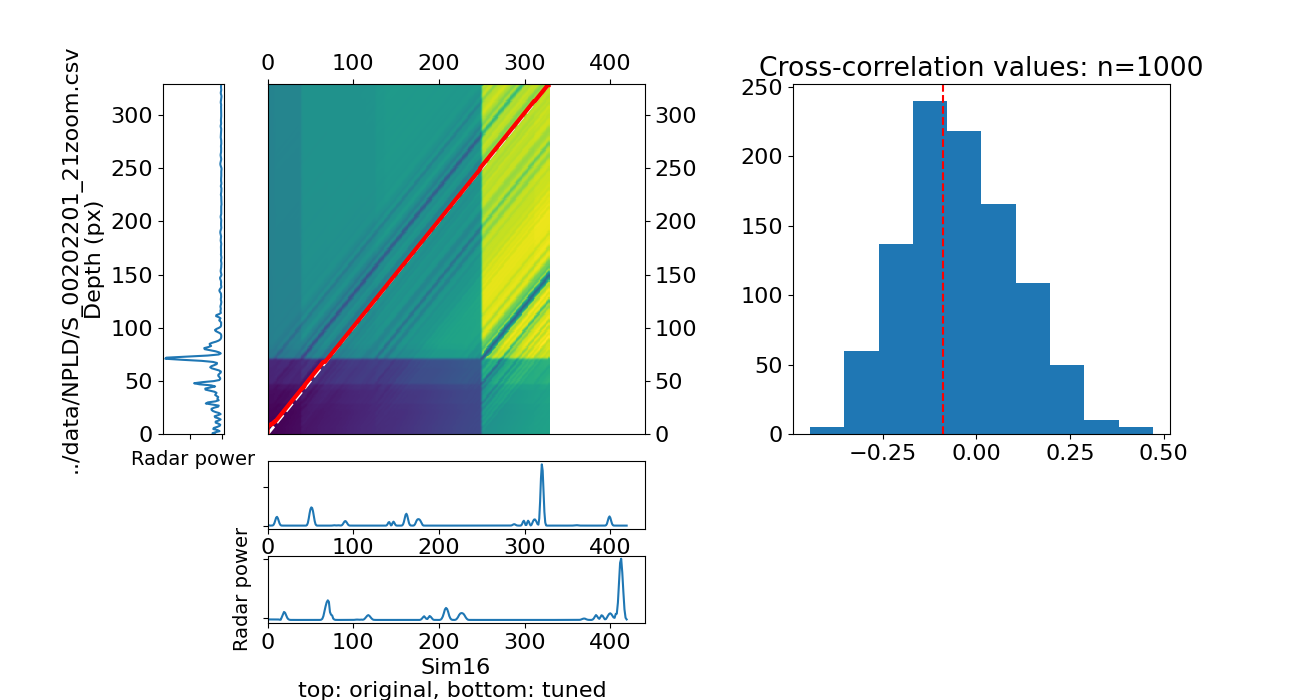 0 100 200 300 400
Cross-correlation values: n=1000
../data/NPLD/S_00202201_21zoom.csv
Depth (px)
300
250
200
150
100
50
0
300
250
200
150
100
50
0
250
200
150
100
50
0
−0.25 0.00 0.25 0.50
Radar power
0 100 200 300 400
Radar power
0 100 200 300 400
Sim16
top: original, bottom: tuned